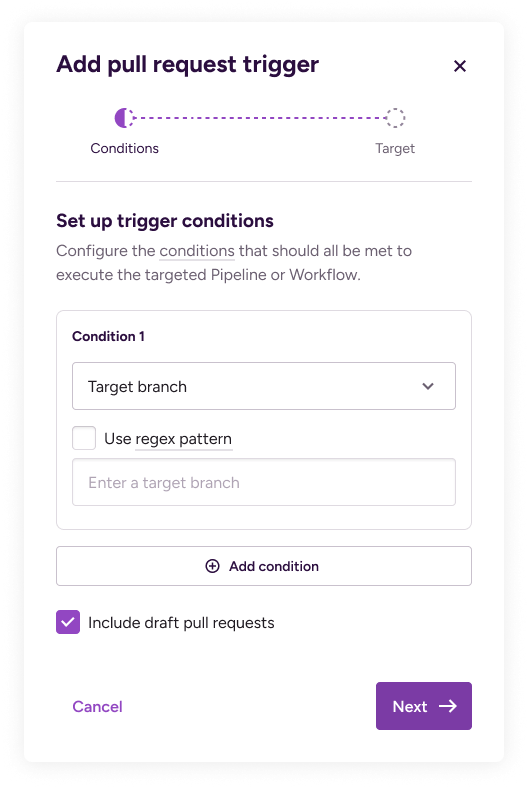 Add pull request trigger
Conditions
Target
Set up trigger conditions
Configure the conditions that should all be met to
execute the targeted Pipeline or Workflow.
Condition 1
Target branch
Use regex pattern
Enter a target branch
Add condition
Include draft pull requests
Cancel
Next